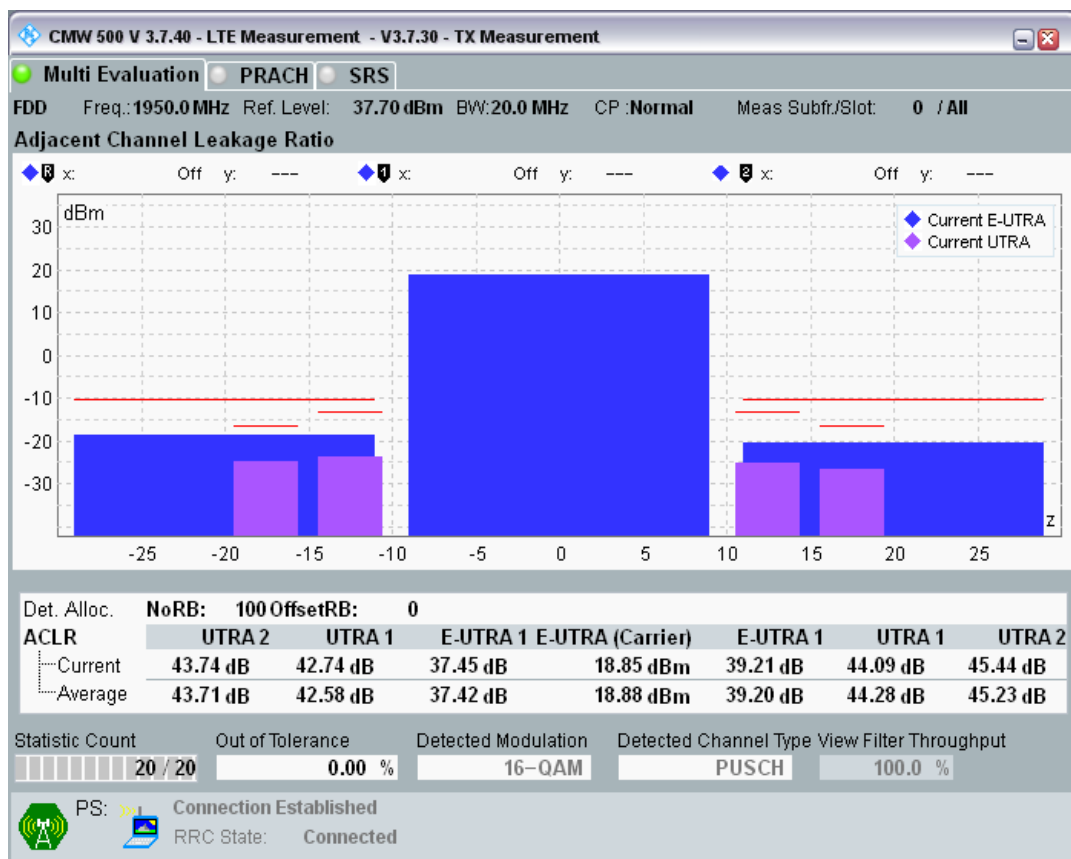 CMW 500 V 3.7.40 - LTE Measurement - V3.7.30 - TX Measurement
Multi Evaluation PRACH SRS
FDD Freq.:1950.0 MHz Ref. Level: 37.70 dBm BW:20.0 MHz CP :Normal Meas Subfr./Slot: 0 / All
Adjacent Channel Leakage Ratio
R x: Off y: --- 1 x: Off y: --- 2 x: Off y: ---
dBm
Current E-UTRA
Current UTRA
30
20
10
0
-10
-20
-30
z
-25 -20 -15 -10 -5 0 5 10 15 20 25
Det. Alloc. NoRB: 100 OffsetRB: 0
ACLR UTRA 2 UTRA 1 E-UTRA 1 E-UTRA (Carrier) E-UTRA 1 UTRA 1 UTRA 2
Current 43.74 dB 42.74 dB 37.45 dB 18.85 dBm 39.21 dB 44.09 dB 45.44 dB
Average 43.71 dB 42.58 dB 37.42 dB 18.88 dBm 39.20 dB 44.28 dB 45.23 dB
Statistic Count Out of Tolerance Detected Modulation Detected Channel Type View Filter Throughput
20 / 20 0.00 % 16-QAM PUSCH 100.0 %
PS: Connection Established
RRC State: Connected